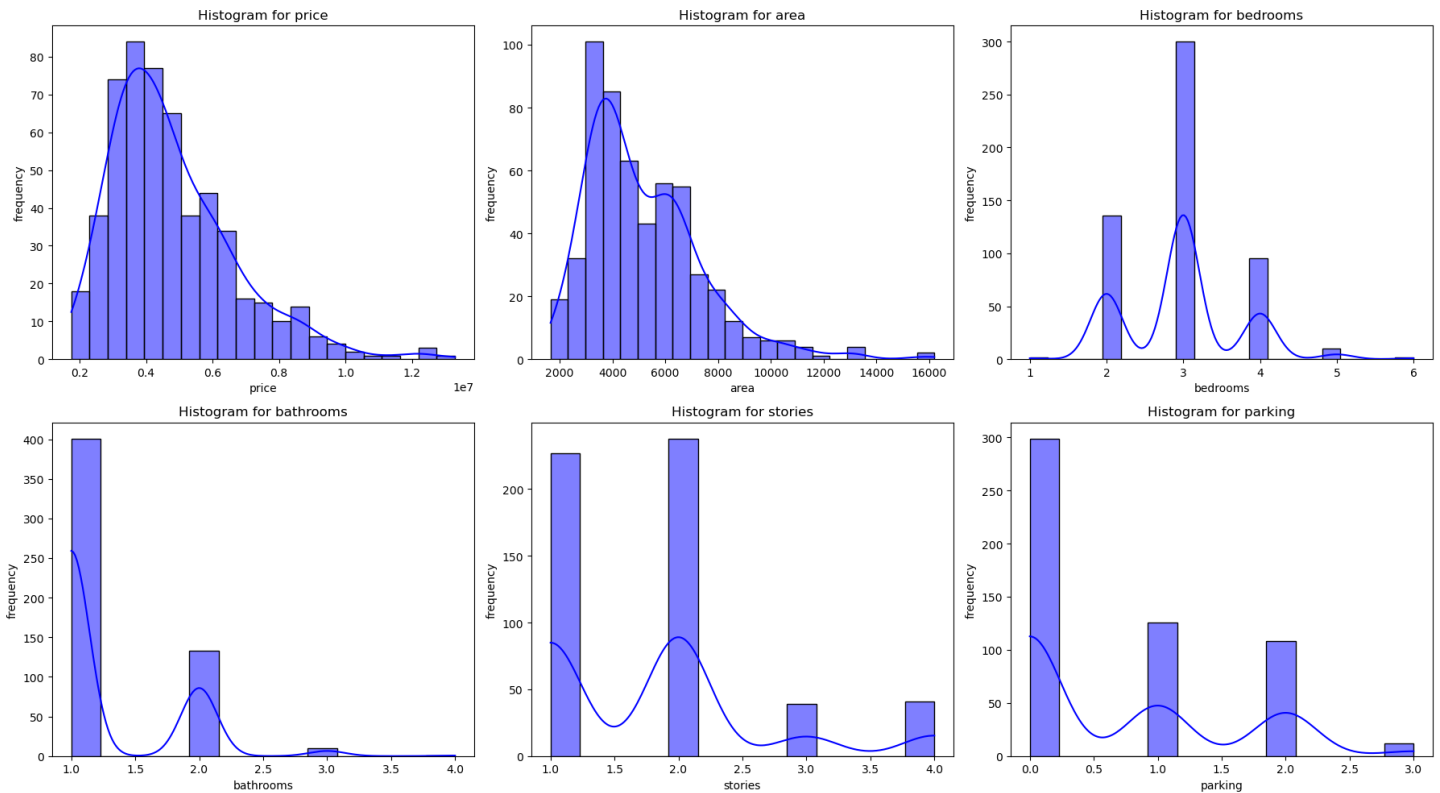 Histogram for price
80
70
60
50
40
30
20
10
0
frequency
0.2 0.4 0.6 0.8 1.0 1.2
1e7
price
Histogram for area
100
80
60
40
20
0
frequency
2000 4000 6000 8000 10000 12000 14000 16000
area
Histogram for bedrooms
300
250
200
150
100
50
0
frequency
1 2 3 4 5 6
bedrooms
Histogram for bathrooms
400
350
300
250
200
150
100
50
0
frequency
1.0 1.5 2.0 2.5 3.0 3.5 4.0
bathrooms
Histogram for stories
200
150
100
50
0
frequency
1.0 1.5 2.0 2.5 3.0 3.5 4.0
stories
Histogram for parking
300
250
200
150
100
50
0
frequency
0.0 0.5 1.0 1.5 2.0 2.5 3.0
parking